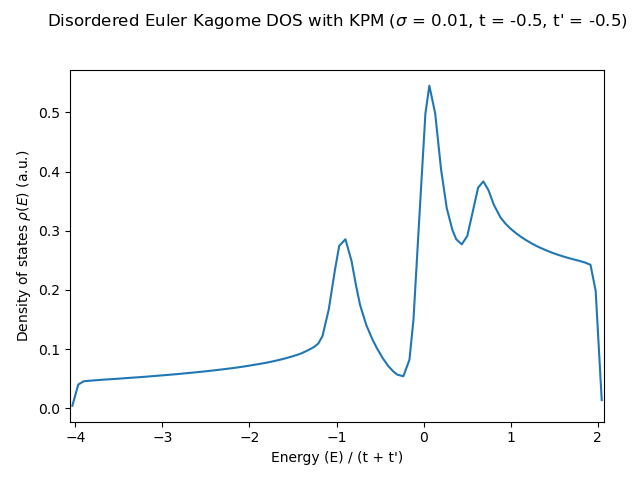 Disordered Euler Kagome DOS with KPM (σ = 0.01, t = -0.5, t' = -0.5)
Density of states ρ(E) (a.u.)
0.5
0.4
0.3
0.2
0.1
0.0
−4 −3 −2 −1 0 1 2
Energy (E) / (t + t')